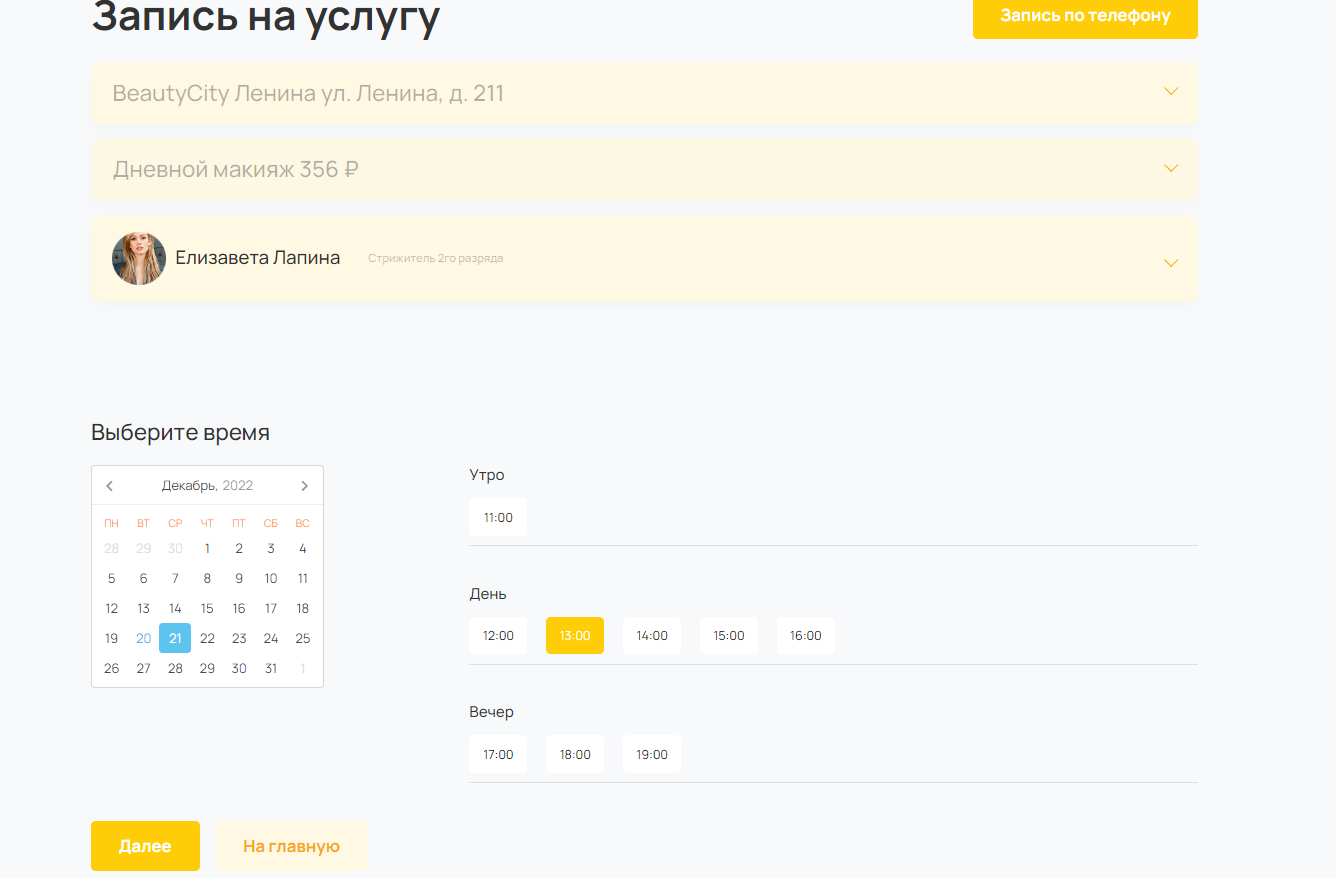 Запись на услугу
Запись по телефону
BeautyCity Ленина ул. Ленина, д. 211
Дневной макияж 356 ₽
Елизавета Лапина Стрижитель 2го разряда
Выберите время
Декабрь, 2022
ПН ВТ СР ЧТ ПТ СБ ВС
28 29 30 1 2 3 4
5 6 7 8 9 10 11
12 13 14 15 16 17 18
19 20 21 22 23 24 25
26 27 28 29 30 31 1
Утро
11:00
День
12:00 13:00 14:00 15:00 16:00
Вечер
17:00 18:00 19:00
Далее На главную